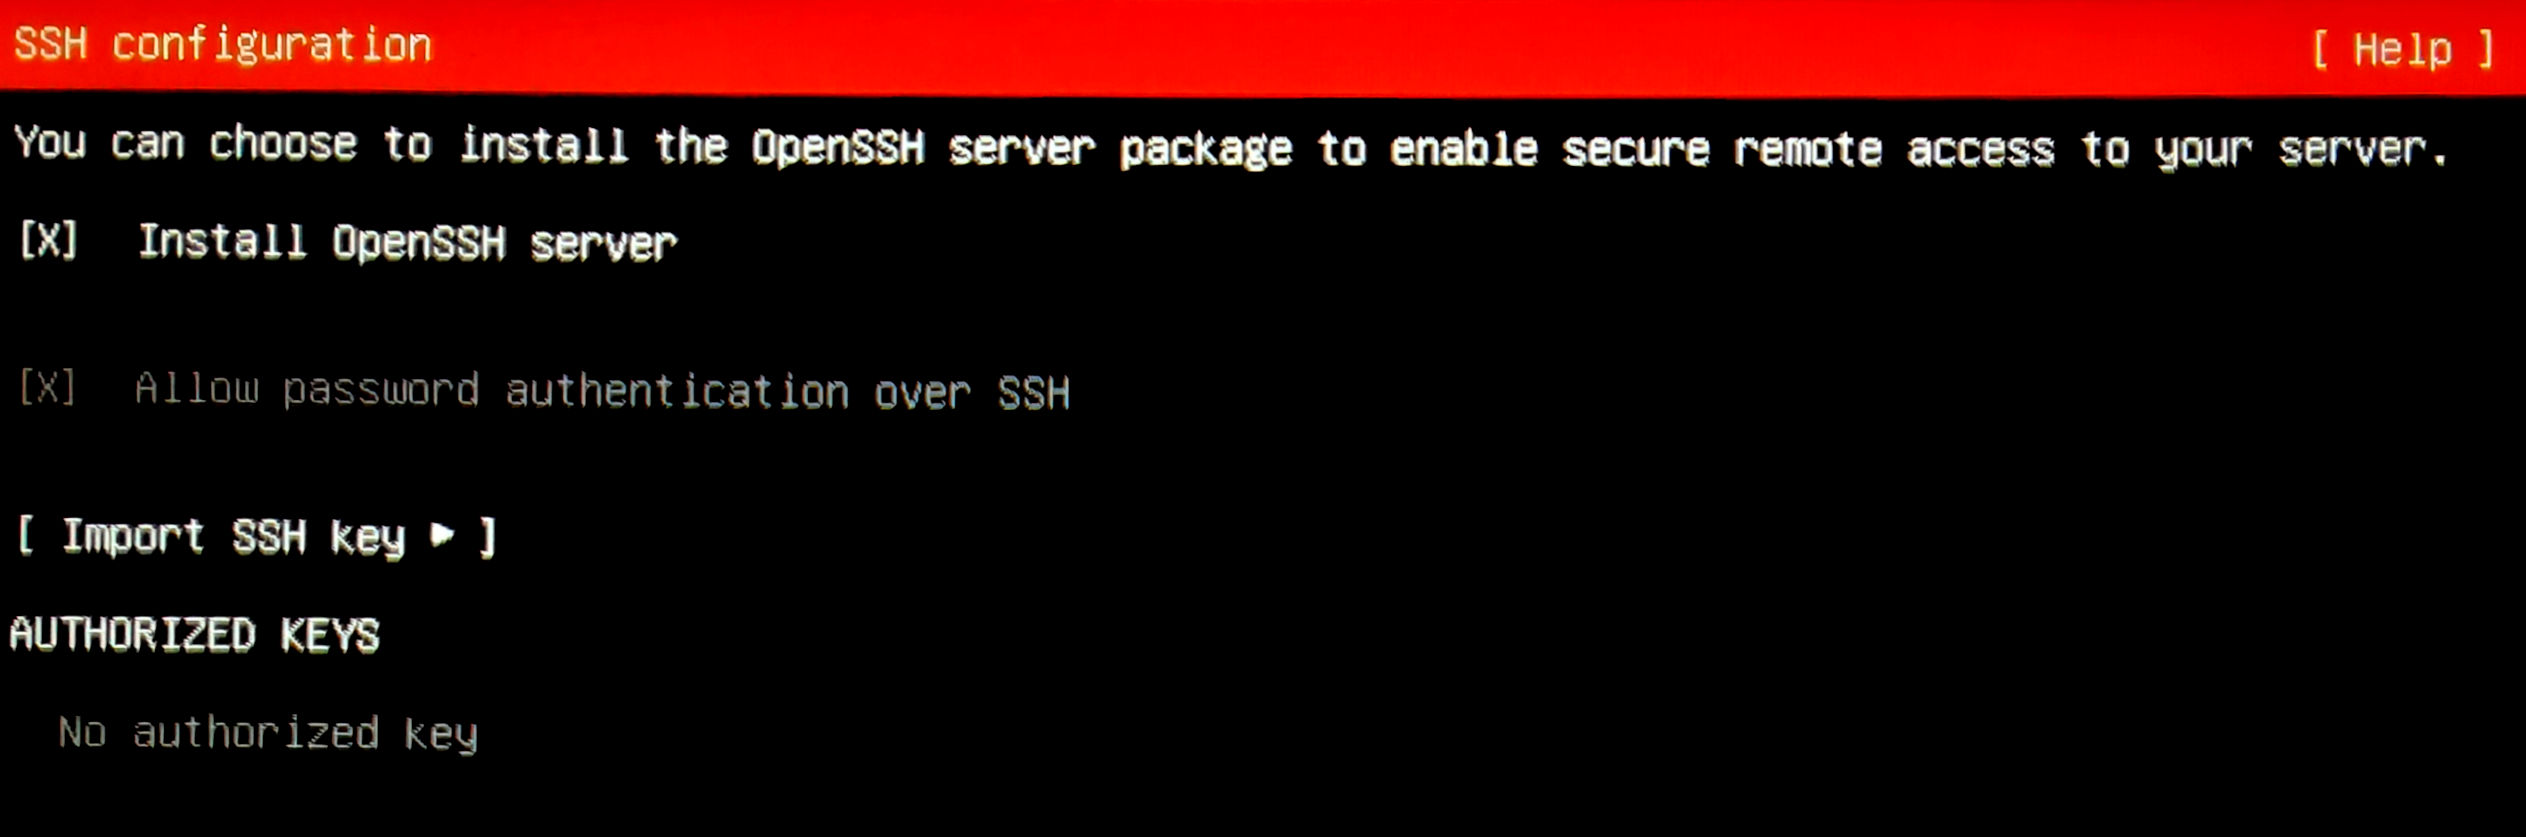 SSH configuration [ Help ]
You can choose to install the OpenSSH server package to enable secure remote access to your server.
[X] Install OpenSSH server
[X] Allow password authentication over SSH
[ Import SSH key ▸ ]
AUTHORIZED KEYS
No authorized key